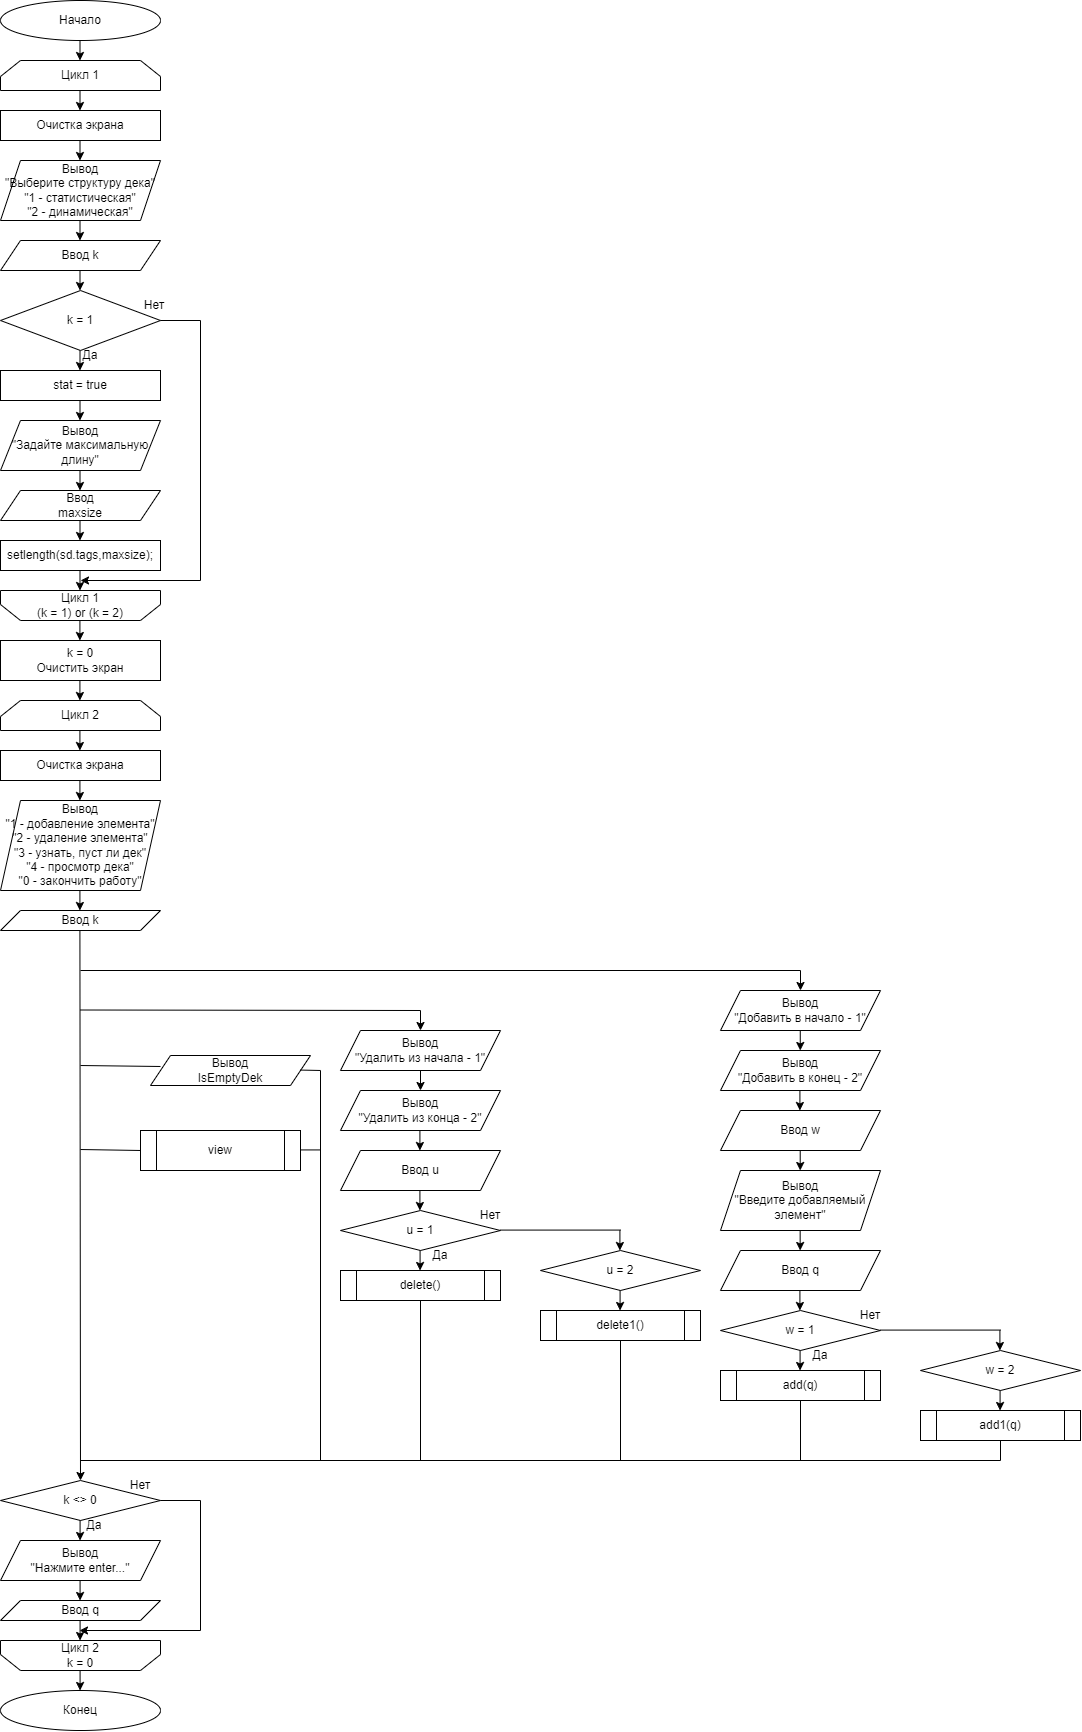 Начало
Цикл 1
Очистка экрана
Вывод
"Выберите структуру дека"
"1 - статистическая"
"2 - динамическая"
Ввод k
Нет
k = 1
Да
stat = true
Вывод
"Задайте максимальную
длину"
Ввод
maxsize
setlength(sd.tags,maxsize);
Цикл 1
(k = 1) or (k = 2)
k = 0
Очистить экран
Цикл 2
Очистка экрана
Вывод
"1 - добавление элемента"
"2 - удаление элемента"
"3 - узнать, пуст ли дек"
"4 - просмотр дека"
"0 - закончить работу"
Ввод k
Вывод
IsEmptyDek
view
Вывод
"Удалить из начала - 1"
Вывод
"Удалить из конца - 2"
Ввод u
Нет
u = 1
Да
delete()
u = 2
delete1()
Вывод
"Добавить в начало - 1"
Вывод
"Добавить в конец - 2"
Ввод w
Вывод
"Введите добавляемый
элемент"
Ввод q
Нет
w = 1
Да
add(q)
w = 2
add1(q)
Нет
k <> 0
Да
Вывод
"Нажмите enter..."
Ввод q
Цикл 2
k = 0
Конец